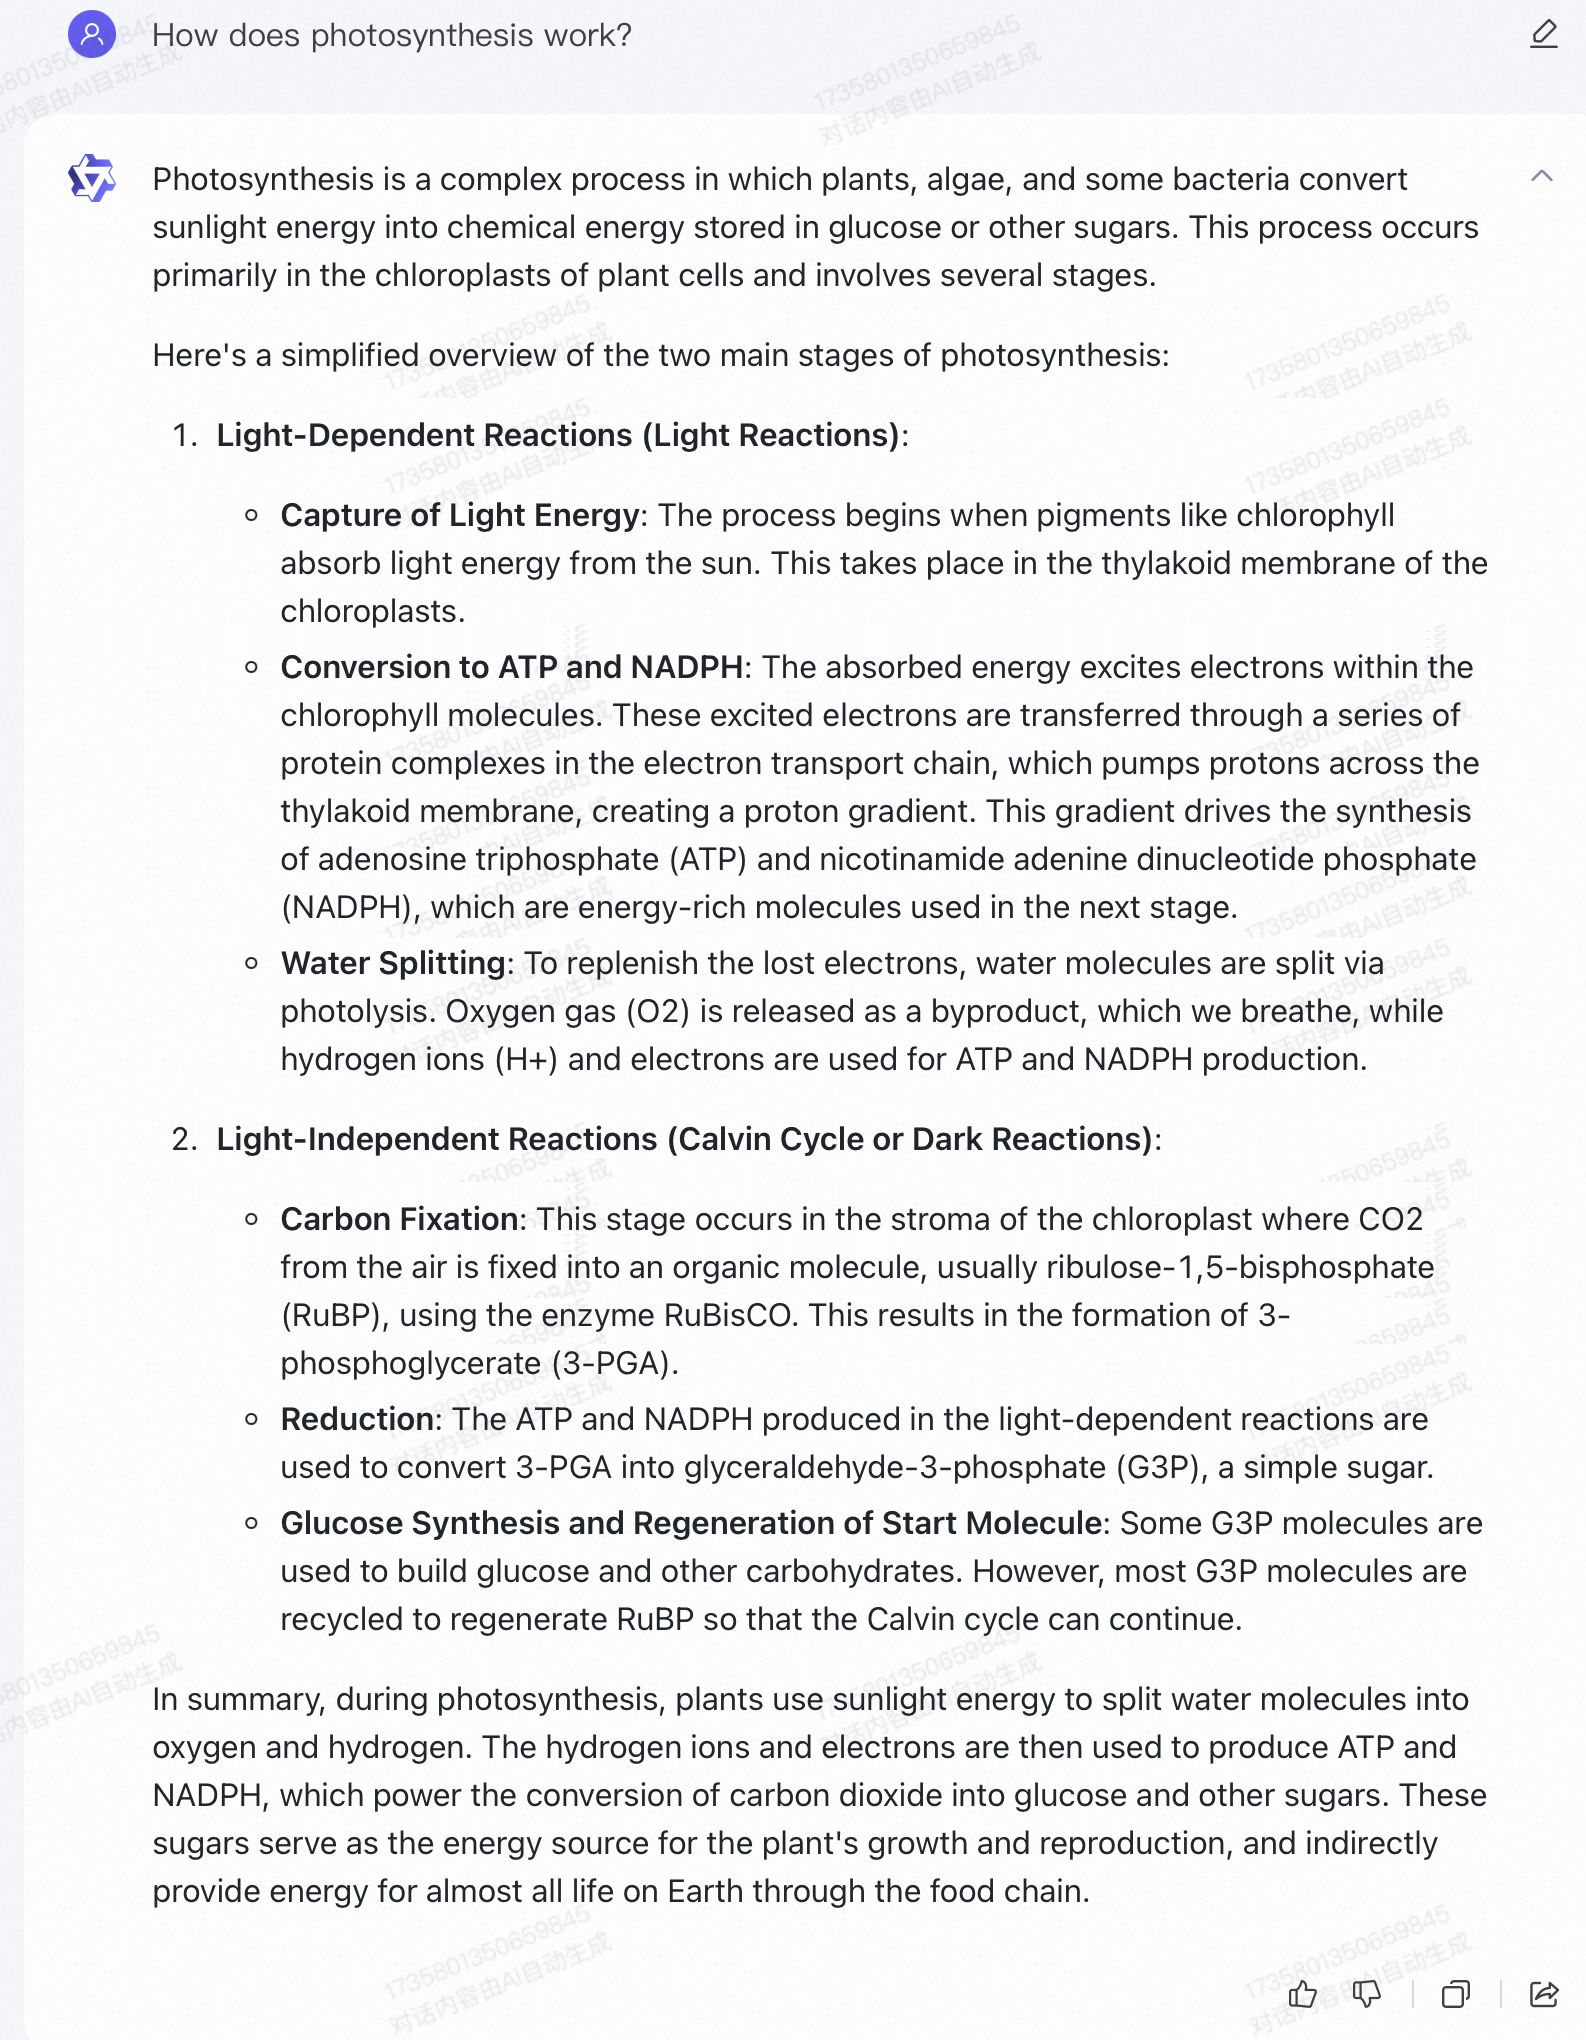 How does photosynthesis work?
Photosynthesis is a complex process in which plants, algae, and some bacteria convert
sunlight energy into chemical energy stored in glucose or other sugars. This process occurs
primarily in the chloroplasts of plant cells and involves several stages.
Here's a simplified overview of the two main stages of photosynthesis:
1. Light-Dependent Reactions (Light Reactions):
Capture of Light Energy: The process begins when pigments like chlorophyll
absorb light energy from the sun. This takes place in the thylakoid membrane of the
chloroplasts.
Conversion to ATP and NADPH: The absorbed energy excites electrons within the
chlorophyll molecules. These excited electrons are transferred through a series of
protein complexes in the electron transport chain, which pumps protons across the
thylakoid membrane, creating a proton gradient. This gradient drives the synthesis
of adenosine triphosphate (ATP) and nicotinamide adenine dinucleotide phosphate
(NADPH), which are energy-rich molecules used in the next stage.
Water Splitting: To replenish the lost electrons, water molecules are split via
photolysis. Oxygen gas (O2) is released as a byproduct, which we breathe, while
hydrogen ions (H+) and electrons are used for ATP and NADPH production.
2. Light-Independent Reactions (Calvin Cycle or Dark Reactions):
Carbon Fixation: This stage occurs in the stroma of the chloroplast where CO2
from the air is fixed into an organic molecule, usually ribulose-1,5-bisphosphate
(RuBP), using the enzyme RuBisCO. This results in the formation of 3-
phosphoglycerate (3-PGA).
Reduction: The ATP and NADPH produced in the light-dependent reactions are
used to convert 3-PGA into glyceraldehyde-3-phosphate (G3P), a simple sugar.
Glucose Synthesis and Regeneration of Start Molecule: Some G3P molecules are
used to build glucose and other carbohydrates. However, most G3P molecules are
recycled to regenerate RuBP so that the Calvin cycle can continue.
In summary, during photosynthesis, plants use sunlight energy to split water molecules into
oxygen and hydrogen. The hydrogen ions and electrons are then used to produce ATP and
NADPH, which power the conversion of carbon dioxide into glucose and other sugars. These
sugars serve as the energy source for the plant's growth and reproduction, and indirectly
provide energy for almost all life on Earth through the food chain.
1735801350659845
对话内容由AI自动生成